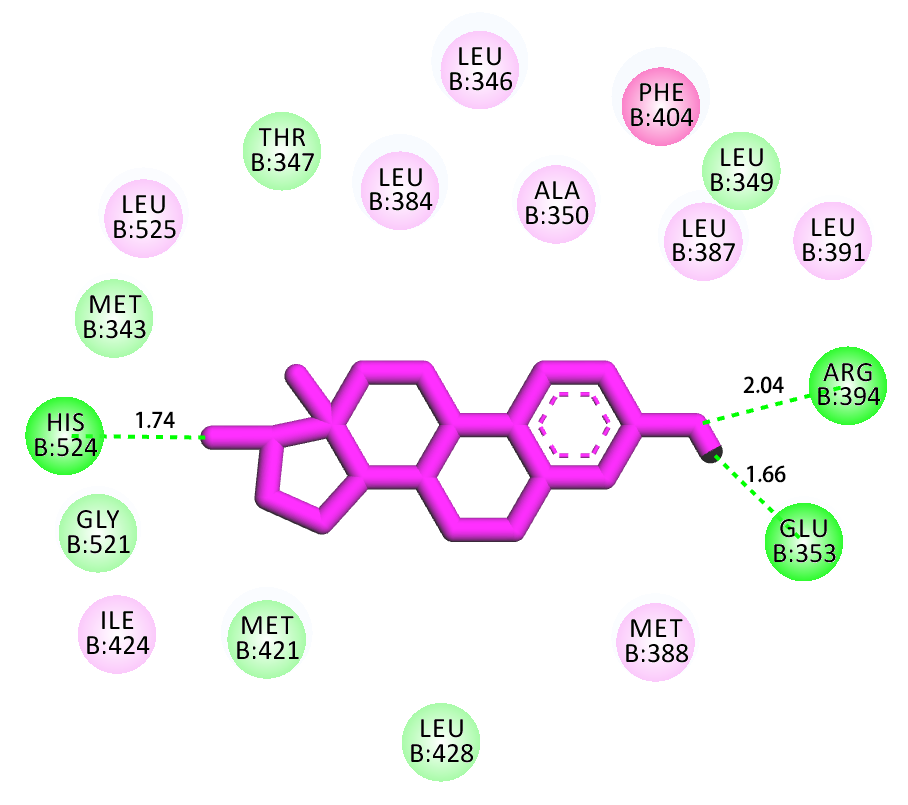 LEU
B:346
PHE
B:404
THR
B:347
LEU
B:349
LEU
B:384
ALA
B:350
LEU
B:525
LEU
B:387
LEU
B:391
MET
B:343
ARG
B:394
2.04
HIS
B:524
1.74
1.66
GLY
B:521
GLU
B:353
ILE
B:424
MET
B:421
MET
B:388
LEU
B:428